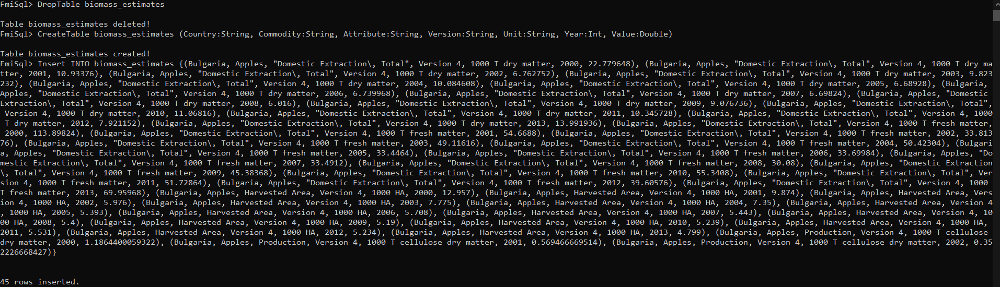 FmiSql> DropTable biomass_estimates
Table biomass_estimates deleted!
FmiSql> CreateTable biomass_estimates (Country:String, Commodity:String, Attribute:String, Version:String, Unit:String, Year:Int, Value:Double)
Table biomass_estimates created!
FmiSql> Insert INTO biomass_estimates {(Bulgaria, Apples, "Domestic Extraction\, Total", Version 4, 1000 T dry matter, 2000, 22.779648), (Bulgaria, Apples, "Domestic Extraction\, Total", Version 4, 1000 T dry ma
tter, 2001, 10.93376), (Bulgaria, Apples, "Domestic Extraction\, Total", Version 4, 1000 T dry matter, 2002, 6.762752), (Bulgaria, Apples, "Domestic Extraction\, Total", Version 4, 1000 T dry matter, 2003, 9.823
232), (Bulgaria, Apples, "Domestic Extraction\, Total", Version 4, 1000 T dry matter, 2004, 10.084608), (Bulgaria, Apples, "Domestic Extraction\, Total", Version 4, 1000 T dry matter, 2005, 6.68928), (Bulgaria,
Apples, "Domestic Extraction\, Total", Version 4, 1000 T dry matter, 2006, 6.739968), (Bulgaria, Apples, "Domestic Extraction\, Total", Version 4, 1000 T dry matter, 2007, 6.69824), (Bulgaria, Apples, "Domestic
Extraction\, Total", Version 4, 1000 T dry matter, 2008, 6.016), (Bulgaria, Apples, "Domestic Extraction\, Total", Version 4, 1000 T dry matter, 2009, 9.076736), (Bulgaria, Apples, "Domestic Extraction\, Total",
Version 4, 1000 T dry matter, 2010, 11.06816), (Bulgaria, Apples, "Domestic Extraction\, Total", Version 4, 1000 T dry matter, 2011, 10.345728), (Bulgaria, Apples, "Domestic Extraction\, Total", Version 4, 1000
T dry matter, 2012, 7.921152), (Bulgaria, Apples, "Domestic Extraction\, Total", Version 4, 1000 T dry matter, 2013, 13.991936), (Bulgaria, Apples, "Domestic Extraction\, Total", Version 4, 1000 T fresh matter,
2000, 113.89824), (Bulgaria, Apples, "Domestic Extraction\, Total", Version 4, 1000 T fresh matter, 2001, 54.6688), (Bulgaria, Apples, "Domestic Extraction\, Total", Version 4, 1000 T fresh matter, 2002, 33.813
76), (Bulgaria, Apples, "Domestic Extraction\, Total", Version 4, 1000 T fresh matter, 2003, 49.11616), (Bulgaria, Apples, "Domestic Extraction\, Total", Version 4, 1000 T fresh matter, 2004, 50.42304), (Bulgari
a, Apples, "Domestic Extraction\, Total", Version 4, 1000 T fresh matter, 2005, 33.4464), (Bulgaria, Apples, "Domestic Extraction\, Total", Version 4, 1000 T fresh matter, 2006, 33.69984), (Bulgaria, Apples, "Do
mestic Extraction\, Total", Version 4, 1000 T fresh matter, 2007, 33.4912), (Bulgaria, Apples, "Domestic Extraction\, Total", Version 4, 1000 T fresh matter, 2008, 30.08), (Bulgaria, Apples, "Domestic Extraction
\, Total", Version 4, 1000 T fresh matter, 2009, 45.38368), (Bulgaria, Apples, "Domestic Extraction\, Total", Version 4, 1000 T fresh matter, 2010, 55.3408), (Bulgaria, Apples, "Domestic Extraction\, Total", Ver
sion 4, 1000 T fresh matter, 2011, 51.72864), (Bulgaria, Apples, "Domestic Extraction\, Total", Version 4, 1000 T fresh matter, 2012, 39.60576), (Bulgaria, Apples, "Domestic Extraction\, Total", Version 4, 1000
T fresh matter, 2013, 69.95968), (Bulgaria, Apples, Harvested Area, Version 4, 1000 HA, 2000, 12.957), (Bulgaria, Apples, Harvested Area, Version 4, 1000 HA, 2001, 9.874), (Bulgaria, Apples, Harvested Area, Vers
ion 4, 1000 HA, 2002, 5.976), (Bulgaria, Apples, Harvested Area, Version 4, 1000 HA, 2003, 7.775), (Bulgaria, Apples, Harvested Area, Version 4, 1000 HA, 2004, 7.35), (Bulgaria, Apples, Harvested Area, Version 4
, 1000 HA, 2005, 5.393), (Bulgaria, Apples, Harvested Area, Version 4, 1000 HA, 2006, 5.708), (Bulgaria, Apples, Harvested Area, Version 4, 1000 HA, 2007, 5.443), (Bulgaria, Apples, Harvested Area, Version 4, 10
00 HA, 2008, 5.4), (Bulgaria, Apples, Harvested Area, Version 4, 1000 HA, 2009, 5.19), (Bulgaria, Apples, Harvested Area, Version 4, 1000 HA, 2010, 5.239), (Bulgaria, Apples, Harvested Area, Version 4, 1000 HA,
2011, 5.531), (Bulgaria, Apples, Harvested Area, Version 4, 1000 HA, 2012, 5.234), (Bulgaria, Apples, Harvested Area, Version 4, 1000 HA, 2013, 4.799), (Bulgaria, Apples, Production, Version 4, 1000 T cellulose
dry matter, 2000, 1.1864400059322), (Bulgaria, Apples, Production, Version 4, 1000 T cellulose dry matter, 2001, 0.569466669514), (Bulgaria, Apples, Production, Version 4, 1000 T cellulose dry matter, 2002, 0.35
2226668427)}
45 rows inserted.